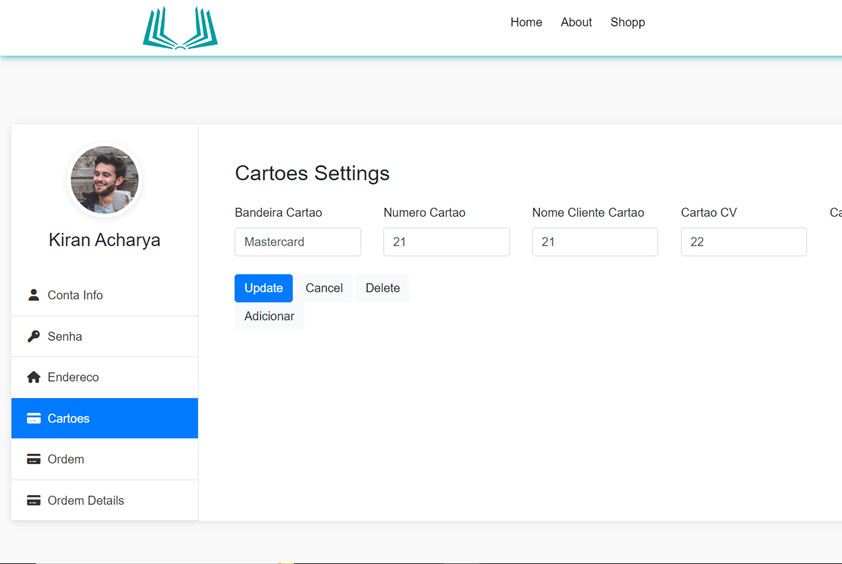 Home About Shopp
Kiran Acharya
Conta Info
Senha
Endereco
Cartoes
Ordem
Ordem Details
Cartoes Settings
Bandeira Cartao Numero Cartao Nome Cliente Cartao Cartao CV Ca
Mastercard 21 21 22
Update Cancel Delete
Adicionar